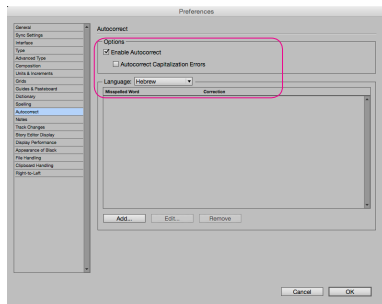 Preferences
General
Sync Settings
Interface
Type
Advanced Type
Composition
Units & Increments
Grids
Guides & Pasteboard
Dictionary
Spelling
Autocorrect
Notes
Track Changes
Story Editor Display
Display Performance
Appearance of Black
File Handling
Clipboard Handling
Right-to-Left
Autocorrect
Options
Enable Autocorrect
Autocorrect Capitalization Errors
Language: Hebrew
Misspelled Word Correction
Add... Edit... Remove
Cancel OK